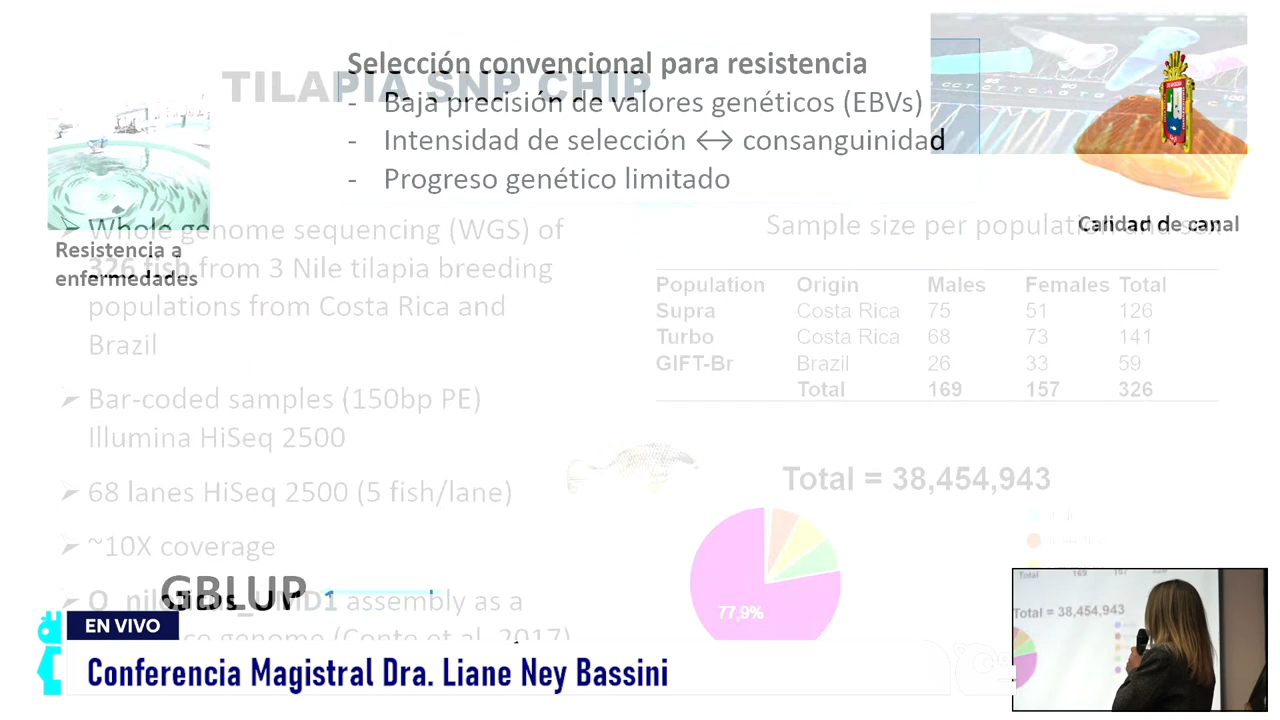 Selección convencional para resistencia
- Baja precisión de valores genéticos (EBVs)
- Intensidad de selección ↔ consanguinidad
- Progreso genético limitado
TILAPIA SNP CHIP
Resistencia a
enfermedades
Calidad de canal
➤ Whole genome sequencing (WGS) of
326 fish from 3 Nile tilapia breeding
populations from Costa Rica and
Brazil
➤ Bar-coded samples (150bp PE)
Illumina HiSeq 2500
➤ 68 lanes HiSeq 2500 (5 fish/lane)
➤ ~10X coverage
➤ assembly as a
genome (Conte et al. 2017)
Sample size per population and sex
Population Origin Males Females Total
Supra Costa Rica 75 51 126
Turbo Costa Rica 68 73 141
GIFT-Br Brazil 26 33 59
Total 169 157 326
Total = 38,454,943
77,9%
GBLUP
EN VIVO
Conferencia Magistral Dra. Liane Ney Bassini
Total 169 157
Total = 38,454,943